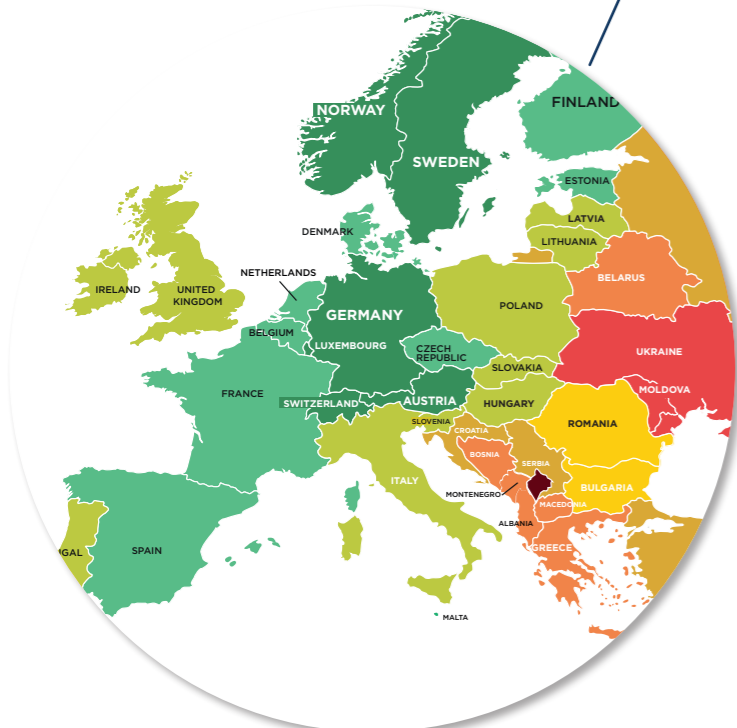 FINLAND
NORWAY
SWEDEN
ESTONIA
LATVIA
DENMARK
LITHUANIA
NETHERLANDS
BELARUS
IRELAND
UNITED
KINGDOM
POLAND
GERMANY
BELGIUM
LUXEMBOURG
CZECH
REPUBLIC
UKRAINE
SLOVAKIA
MOLDOVA
FRANCE
SWITZERLAND
AUSTRIA
HUNGARY
SLOVENIA
ROMANIA
CROATIA
BOSNIA
SERBIA
ITALY
BULGARIA
MONTENEGRO
MACEDONIA
ALBANIA
GREECE
GAL
SPAIN
MALTA